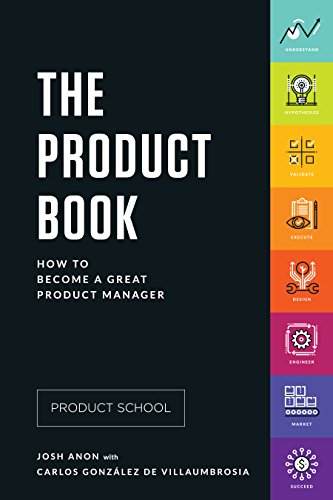 THE
PRODUCT
BOOK
HOW TO
BECOME A GREAT
PRODUCT MANAGER
PRODUCT SCHOOL
JOSH ANON with
CARLOS GONZÁLEZ DE VILLAUMBROSIA
UNDERSTAND
HYPOTHESIZE
VALIDATE
EXECUTE
DESIGN
ENGINEER
MARKET
$
SUCCEED